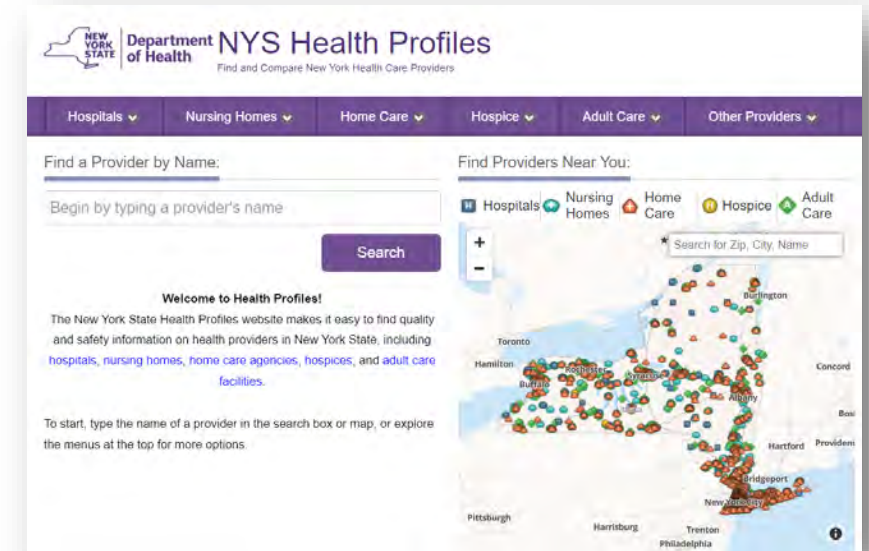 NEW YORK STATE
Department of Health
NYS Health Profiles
Find and Compare New York Health Care Providers
Hospitals
Nursing Homes
Home Care
Hospice
Adult Care
Other Providers
Find a Provider by Name:
Begin by typing a provider's name
Search
Welcome to Health Profiles!
The New York State Health Profiles website makes it easy to find quality
and safety information on health providers in New York State, including
hospitals, nursing homes, home care agencies, hospices, and adult care
facilities.
To start, type the name of a provider in the search box or map, or explore
the menus at the top for more options.
Find Providers Near You:
H Hospitals
Nursing Homes
Home Care
H Hospice
A Adult Care
+
-
* Search for Zip, City, Name
Burlington
Toronto
Hamilton
Rochester
Syracuse
Concord
Buffalo
Albany
Bos
Hartford
Providen
Bridgeport
New York City
Pittsburgh
Harrisburg
Trenton
Philadelphia